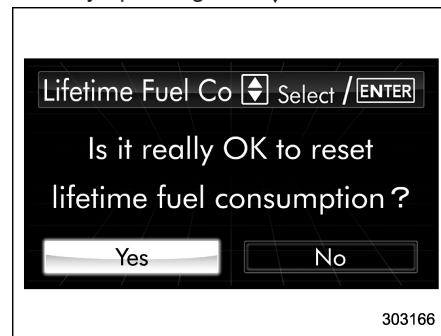 Lifetime Fuel Co Select / ENTER
Is it really OK to reset
lifetime fuel consumption ?
Yes No
303166